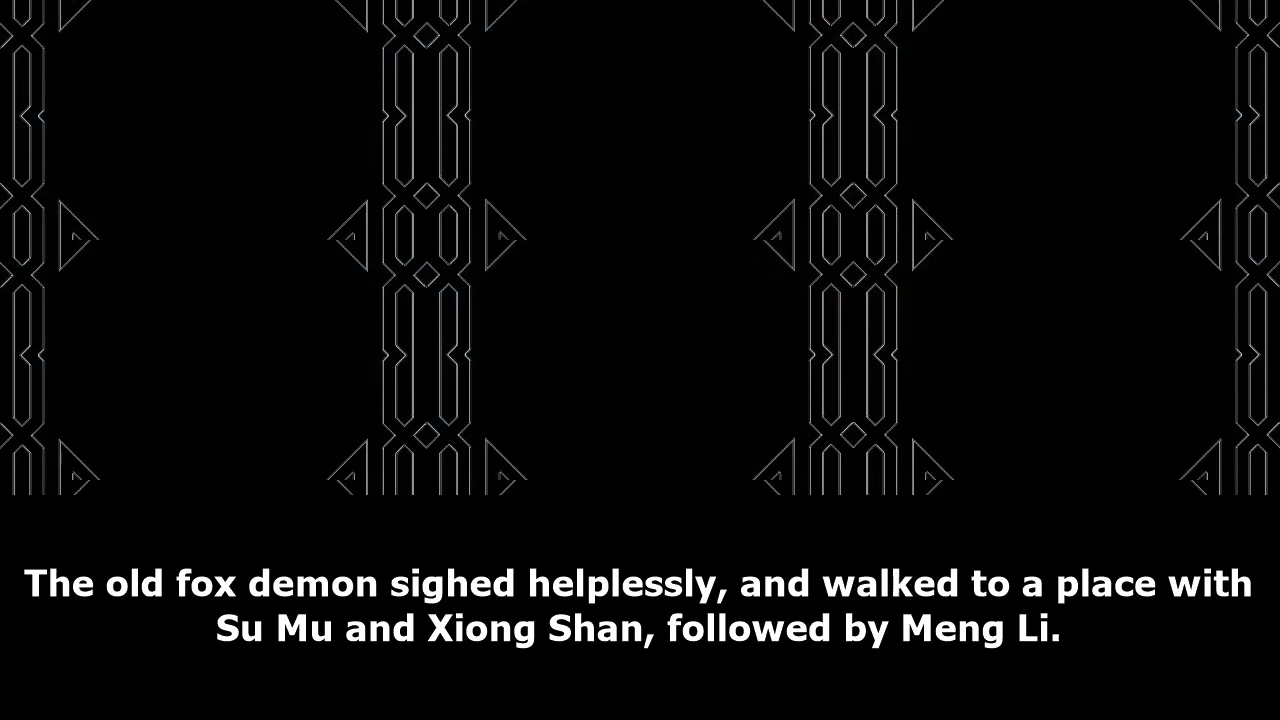 The old fox demon sighed helplessly, and walked to a place with
Su Mu and Xiong Shan, followed by Meng Li.